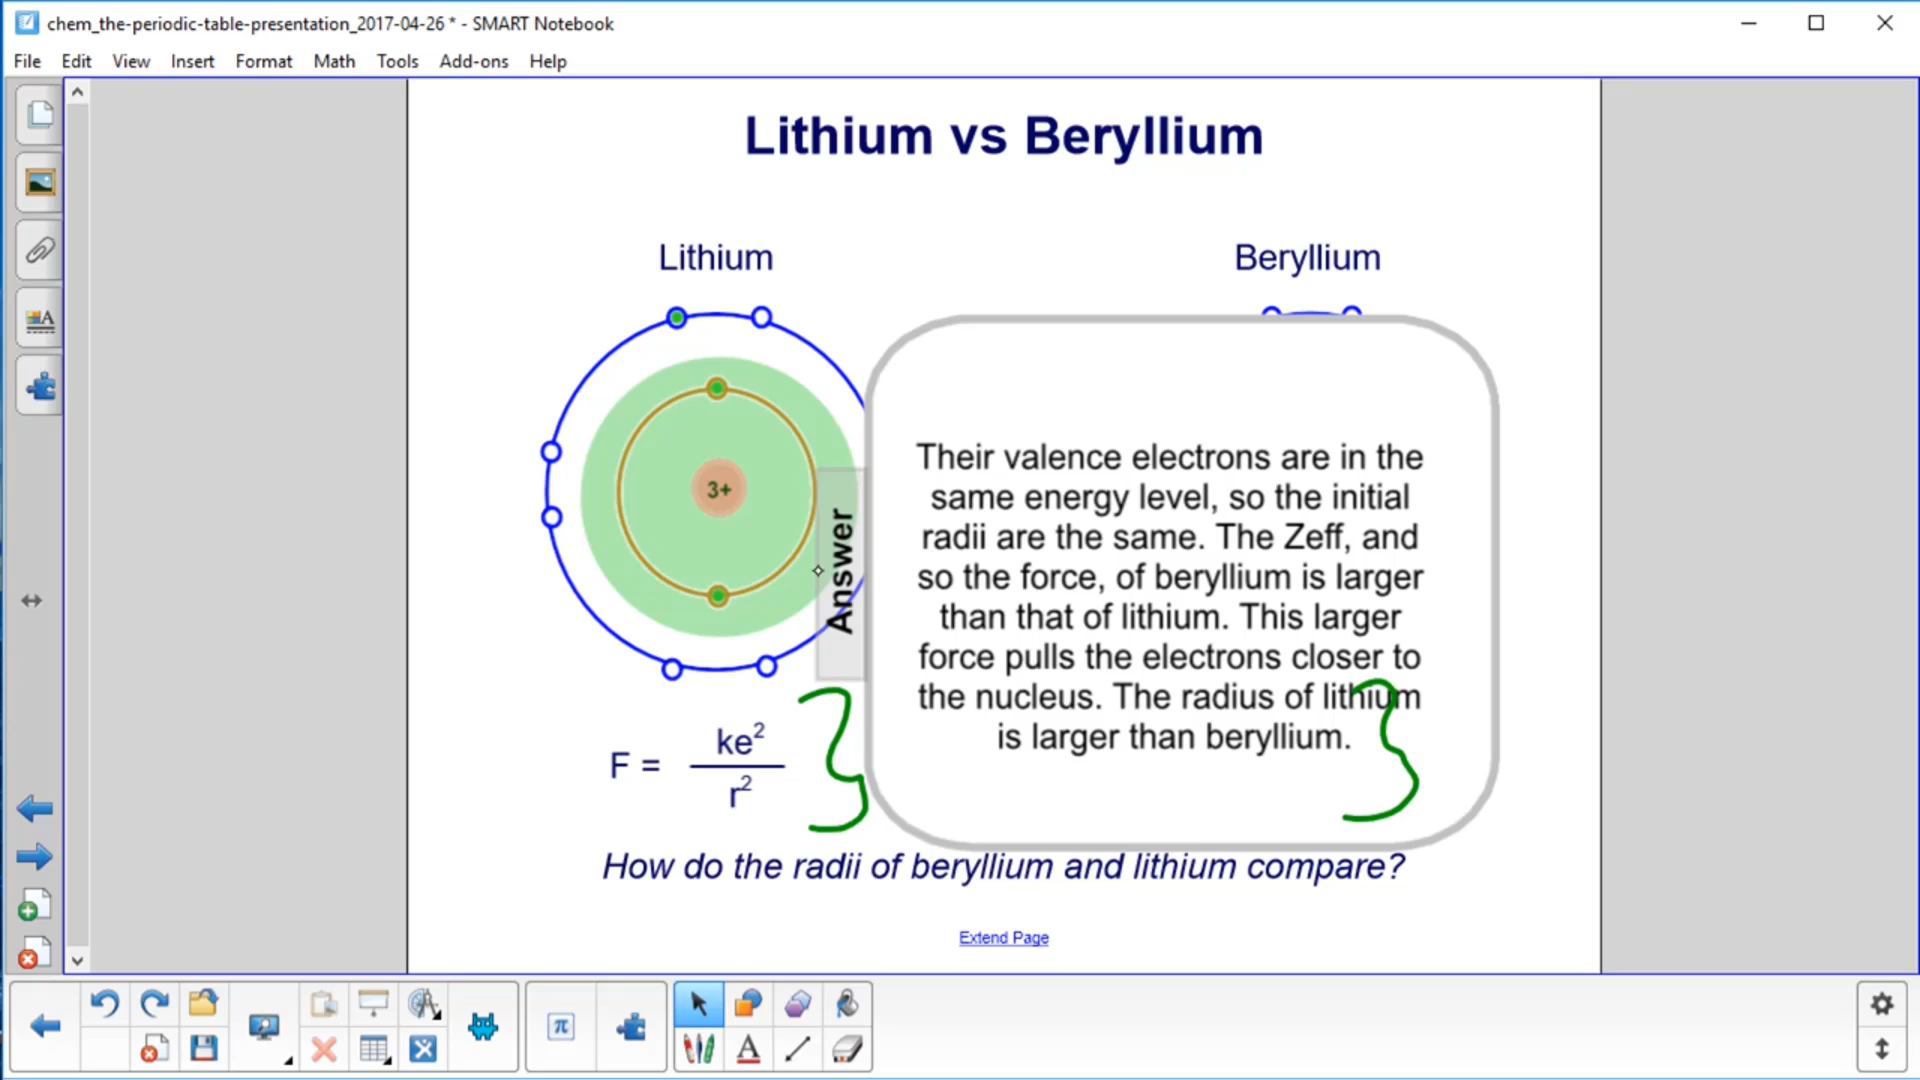 chem_the-periodic-table-presentation_2017-04-26 * - SMART Notebook
File Edit View Insert Format Math Tools Add-ons Help
Lithium vs Beryllium
Lithium
Beryllium
3+
Answer
Their valence electrons are in the
same energy level, so the initial
radii are the same. The Zeff, and
so the force, of beryllium is larger
than that of lithium. This larger
force pulls the electrons closer to
the nucleus. The radius of lithium
is larger than beryllium.
F = ke²
r²
How do the radii of beryllium and lithium compare?
Extend Page
π
A